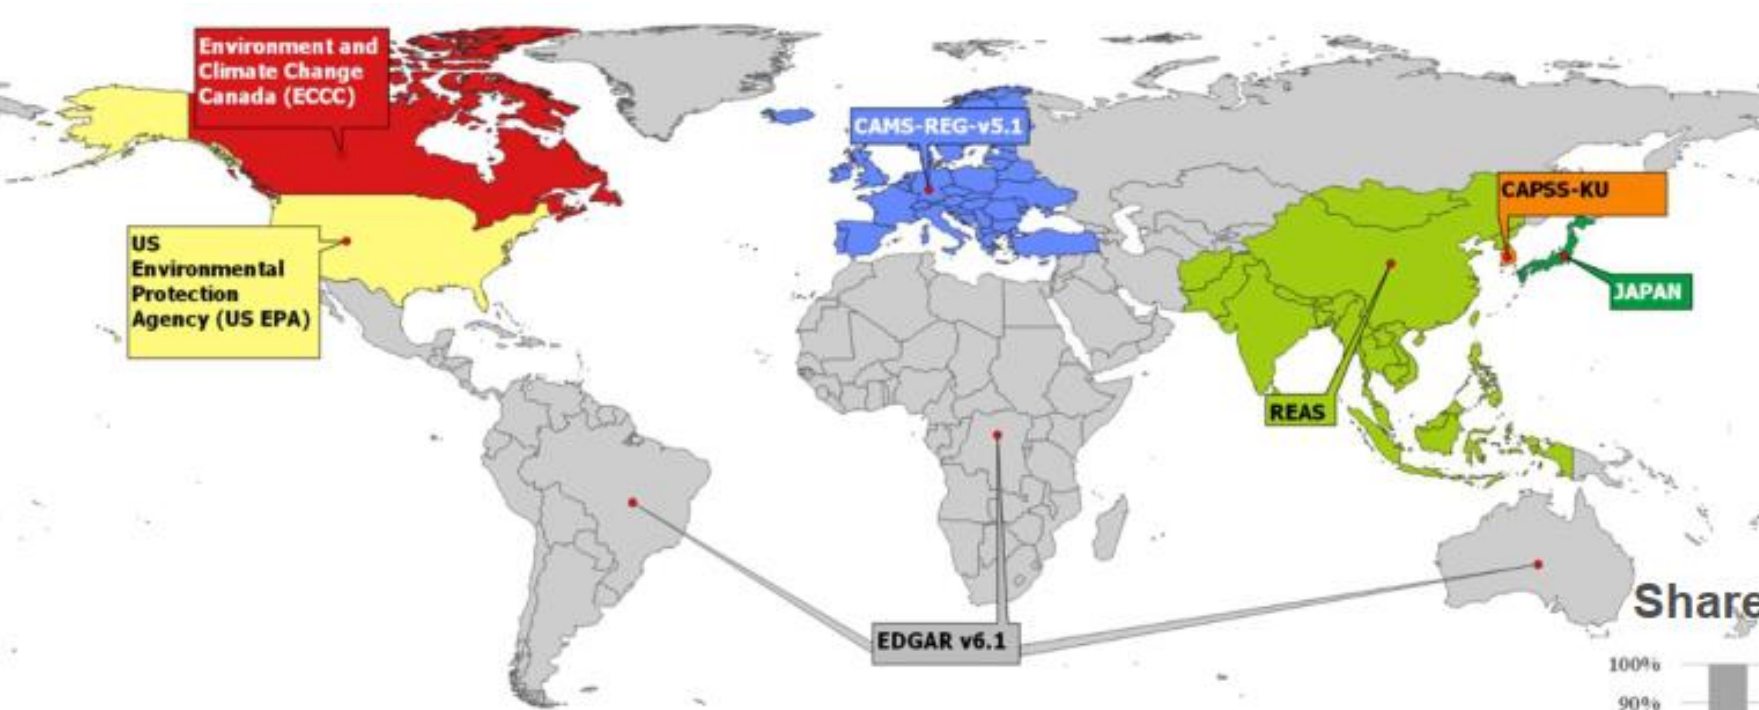 Environment and
Climate Change
Canada (ECCC)
CAMS-REG-v5.1
CAPSS-KU
US
Environmental
Protection
Agency (US EPA)
JAPAN
REAS
EDGAR v6.1
Share
100%
90%